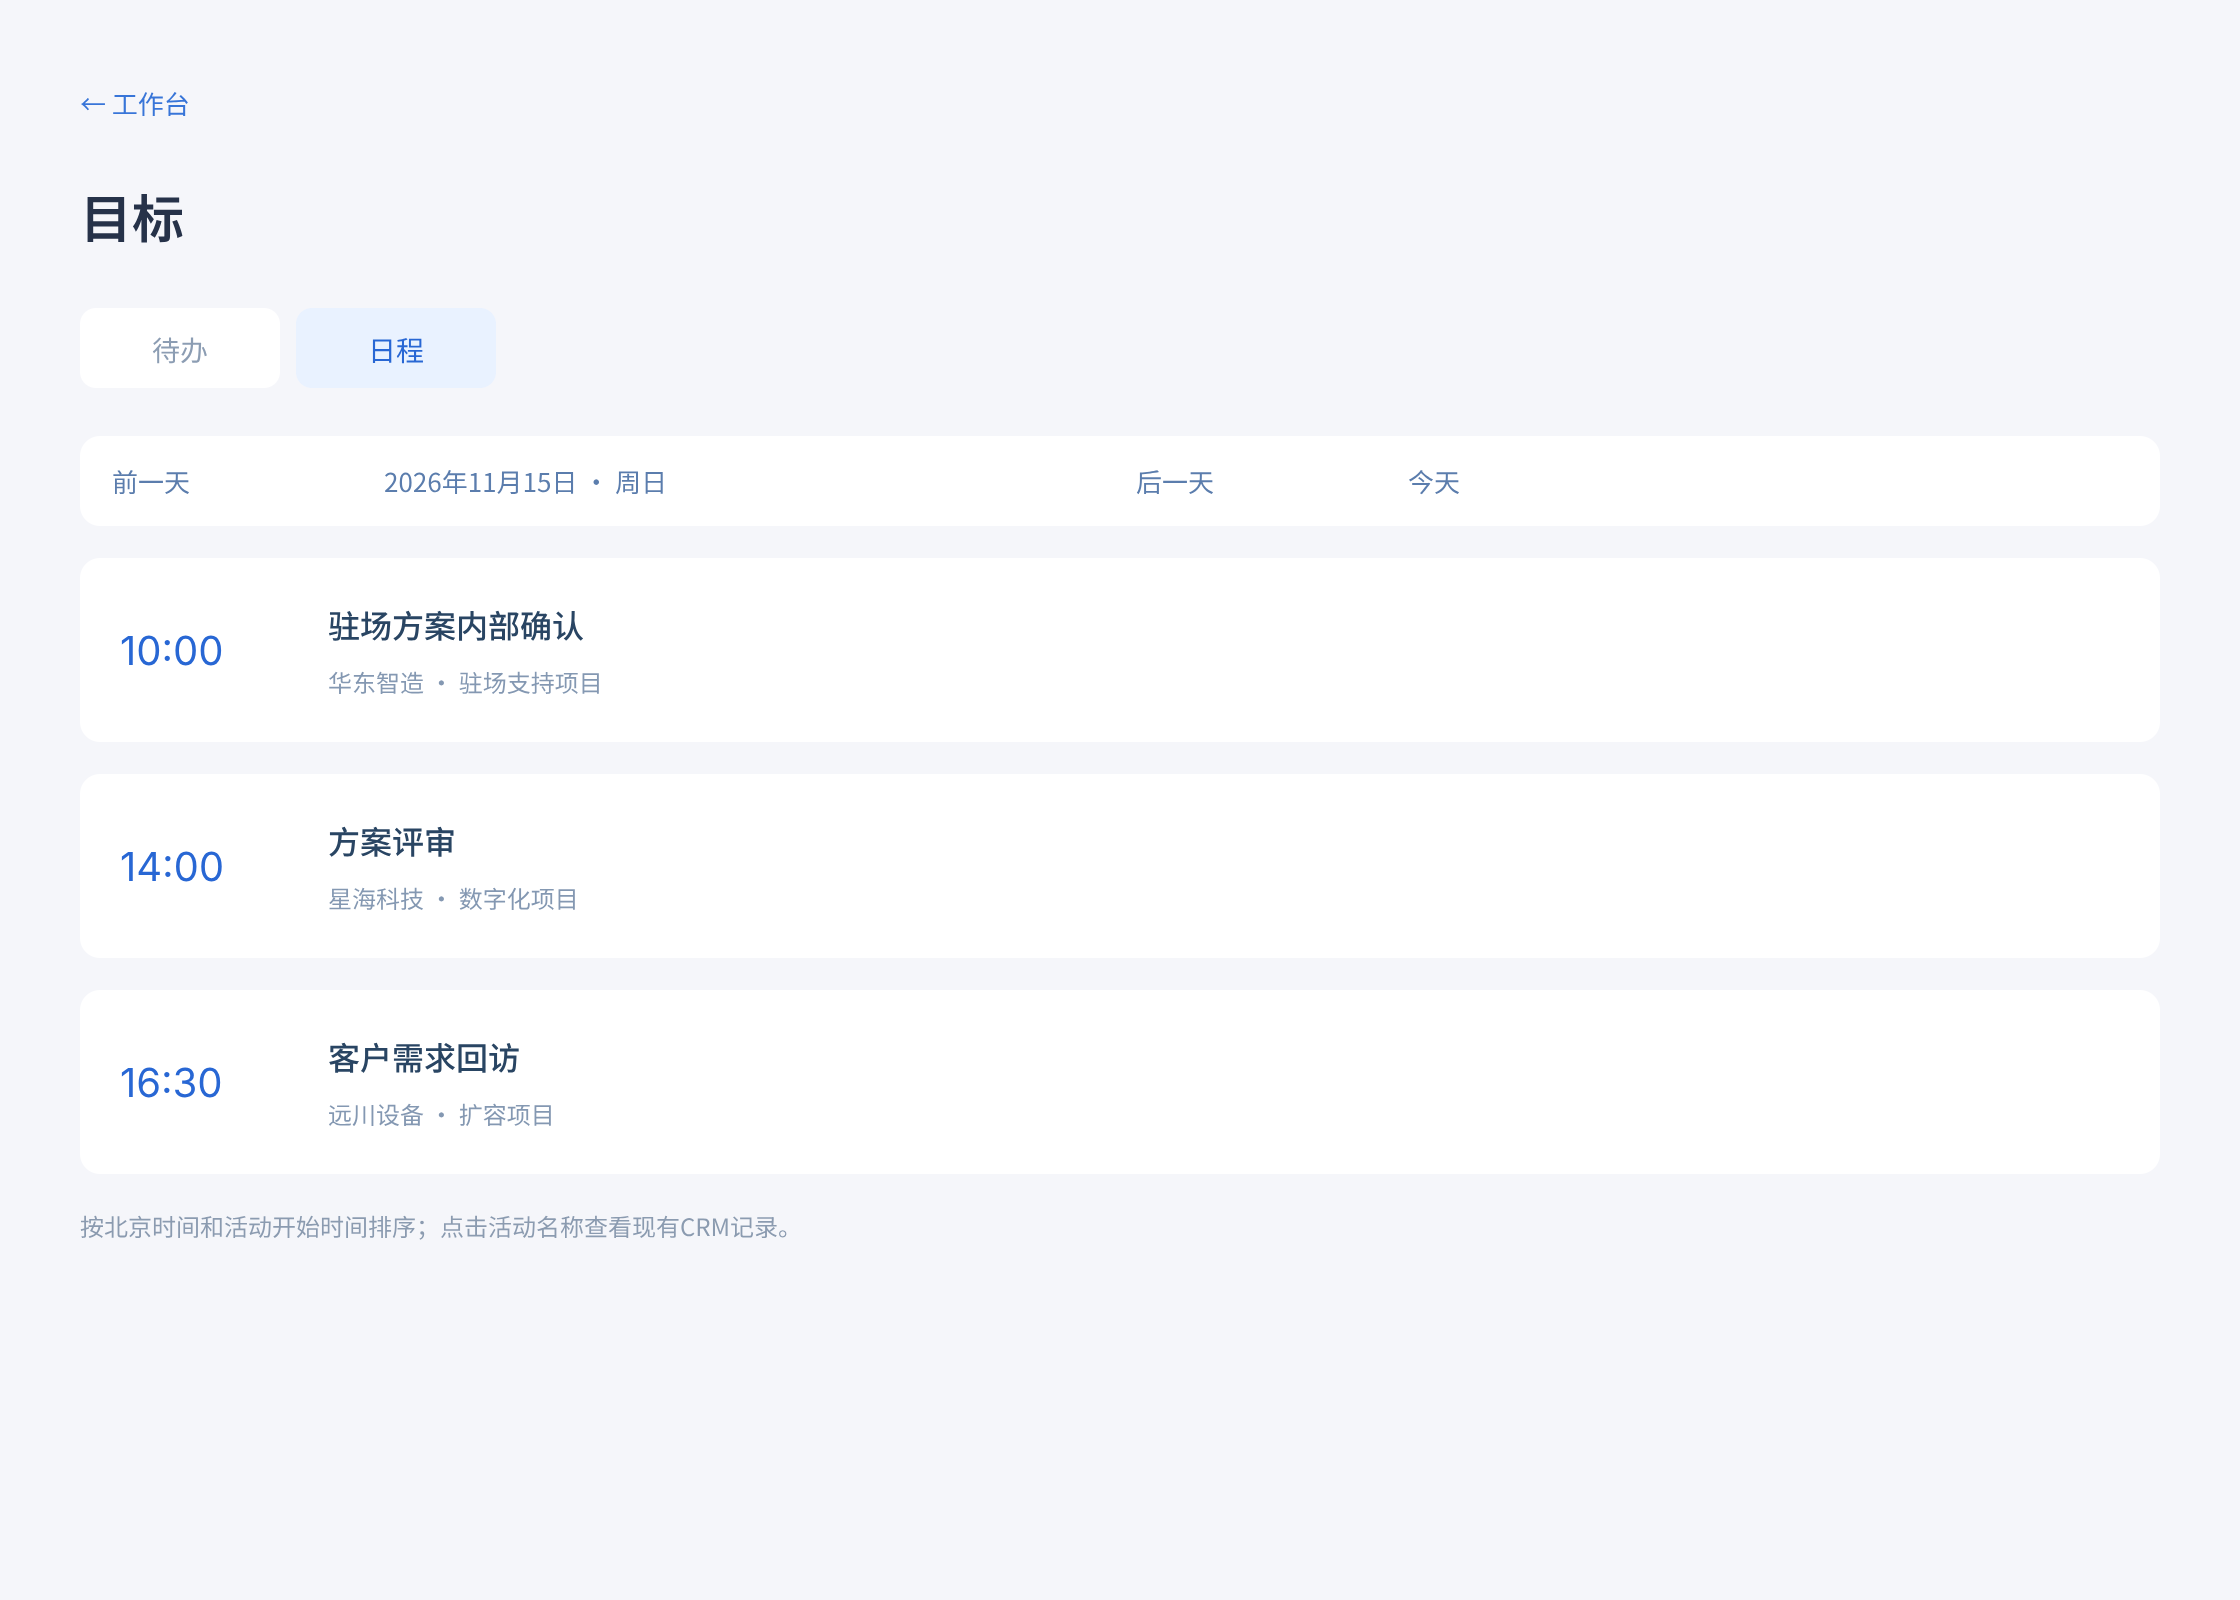 ← 工作台
目标
待办 日程
前一天 2026年11月15日 · 周日 后一天 今天
10:00
驻场方案内部确认
华东智造 · 驻场支持项目
14:00
方案评审
星海科技 · 数字化项目
16:30
客户需求回访
远川设备 · 扩容项目
按北京时间和活动开始时间排序；点击活动名称查看现有CRM记录。